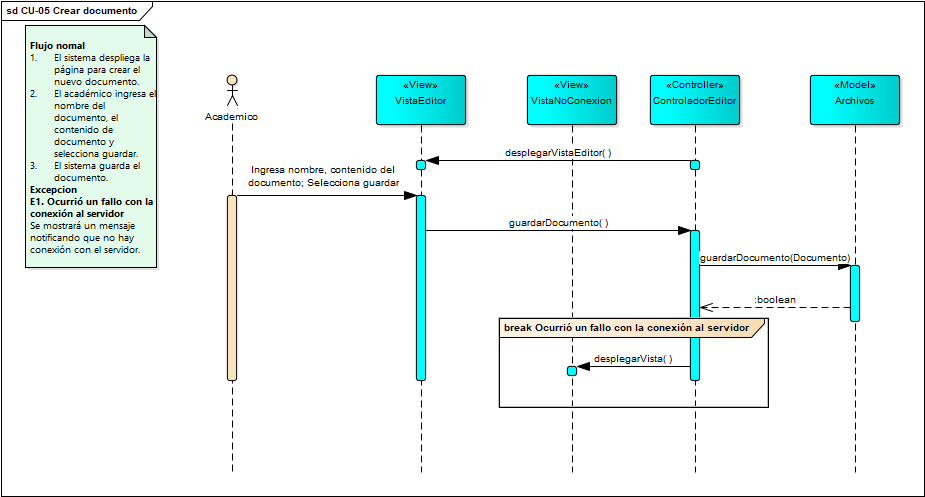 sd CU-05 Crear documento
Flujo nomal
1. El sistema despliega la
página para crear el
nuevo documento.
2. El académico ingresa el
nombre del
documento, el
contenido de
documento y
selecciona guardar.
3. El sistema guarda el
documento.
Excepcion
E1. Ocurrió un fallo con la
conexión al servidor
Se mostrará un mensaje
notificando que no hay
conexión con el servidor.
Academico
«View»
VistaEditor
«View»
VistaNoConexion
«Controller»
ControladorEditor
«Model»
Archivos
desplegarVistaEditor( )
Ingresa nombre, contenido del
documento; Selecciona guardar
guardarDocumento( )
guardarDocumento(Documento)
:boolean
break Ocurrió un fallo con la conexión al servidor
desplegarVista( )